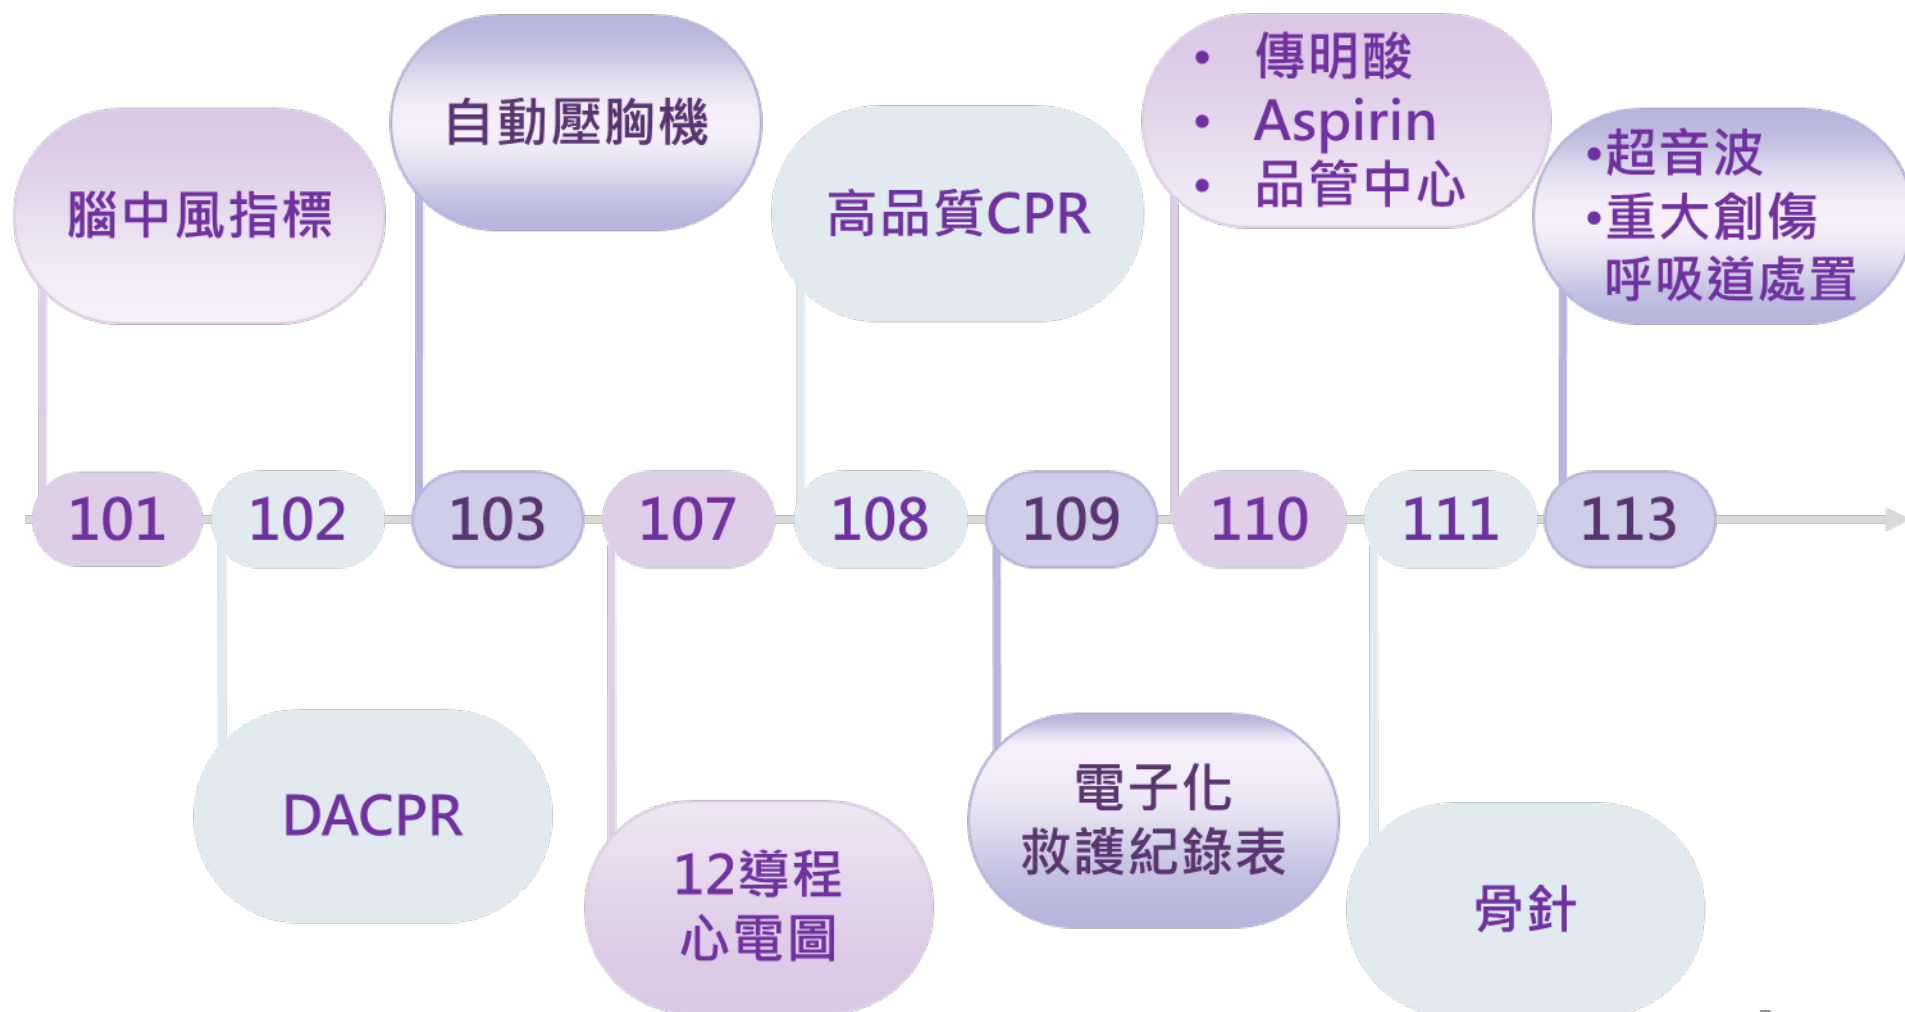 腦中風指標
自動壓胸機
高品質CPR
• 傳明酸
• Aspirin
• 品管中心
•超音波
•重大創傷
呼吸道處置
101
102
103
107
108
109
110
111
113
DACPR
12導程
心電圖
電子化
救護紀錄表
骨針